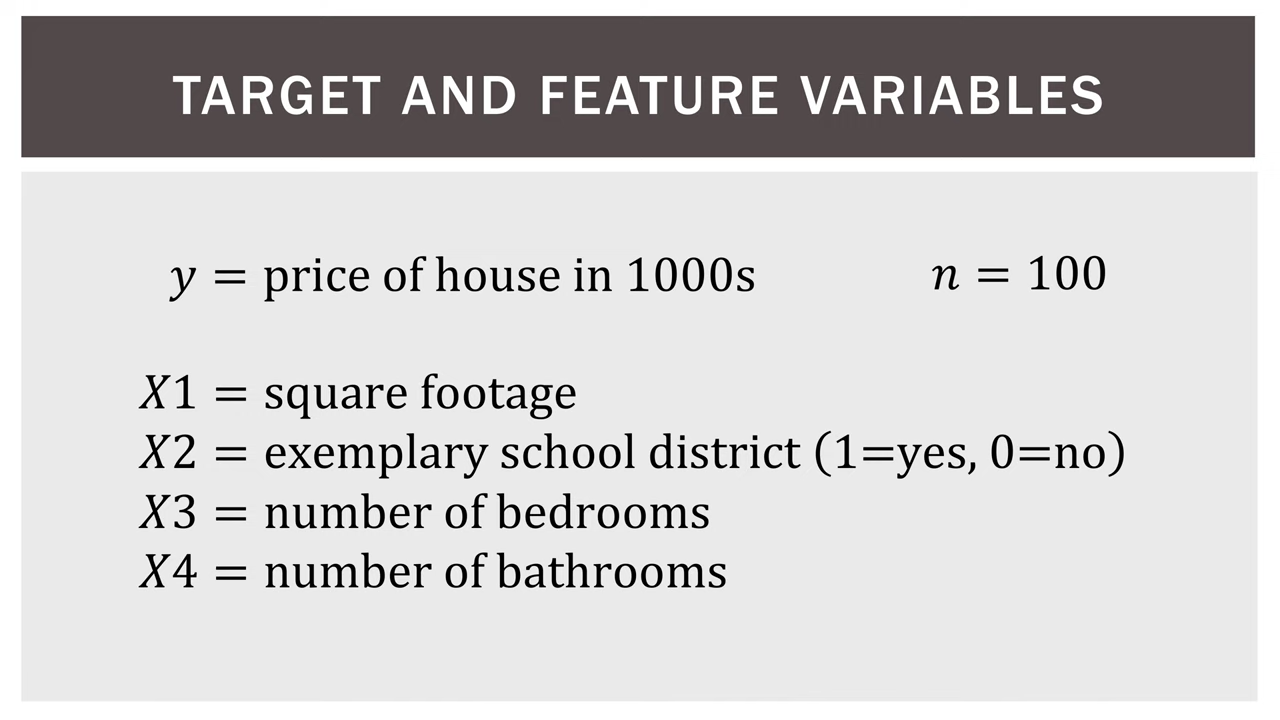 TARGET AND FEATURE VARIABLES
y = price of house in 1000s n = 100
X1 = square footage
X2 = exemplary school district (1=yes, 0=no)
X3 = number of bedrooms
X4 = number of bathrooms